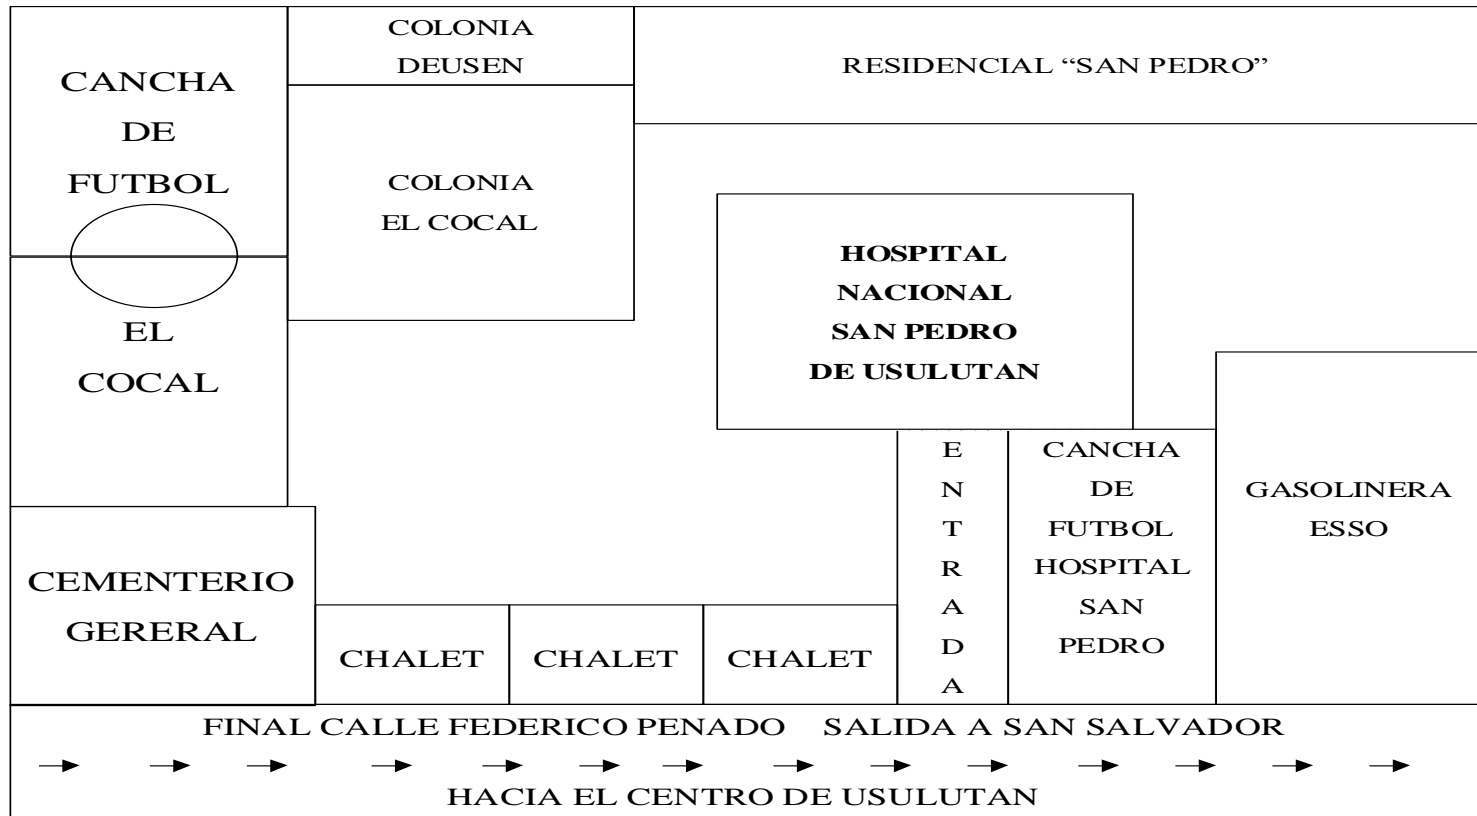 CANCHA
DE
FUTBOL
EL
COCAL
COLONIA
DEUSEN
RESIDENCIAL “SAN PEDRO”
COLONIA
EL COCAL
HOSPITAL
NACIONAL
SAN PEDRO
DE USULUTAN
E
N
T
R
A
D
A
CANCHA
DE
FUTBOL
HOSPITAL
SAN
PEDRO
GASOLINERA
ESSO
CEMENTERIO
GERERAL
CHALET
CHALET
CHALET
FINAL CALLE FEDERICO PENADO SALIDA A SAN SALVADOR
HACIA EL CENTRO DE USULUTAN